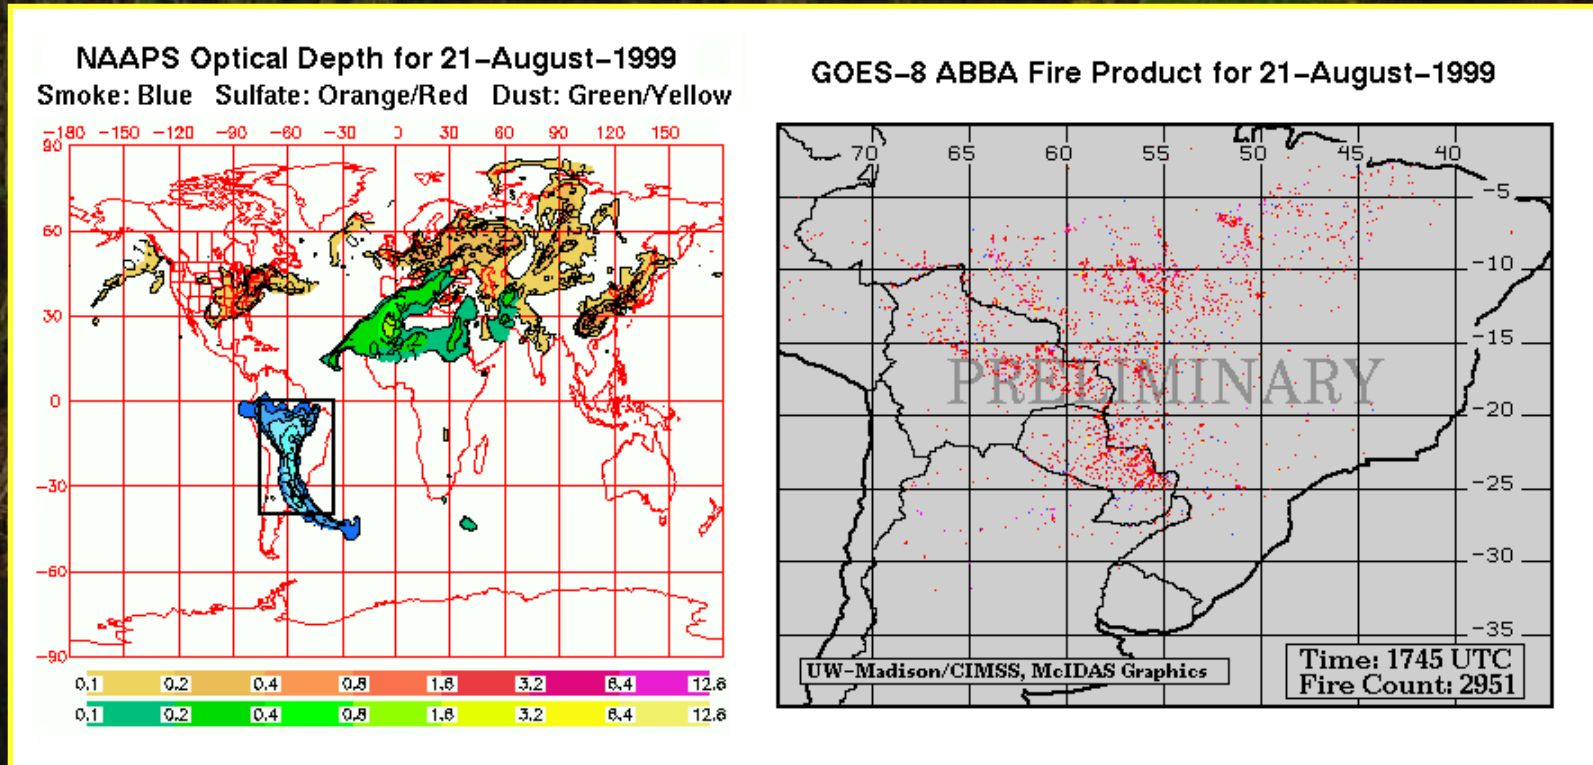 NAAPS Optical Depth for 21-August-1999
Smoke: Blue Sulfate: Orange/Red Dust: Green/Yellow
-180 -150 -120 -90 -60 -30 0 30 60 90 120 150
90
60
30
0
-30
-60
-90
0.1 0.2 0.4 0.8 1.6 3.2 6.4 12.8
0.1 0.2 0.4 0.8 1.6 3.2 6.4 12.8
GOES-8 ABBA Fire Product for 21-August-1999
70 65 60 55 50 45 40
-5
-10
-15
PRELIMINARY
-20
-25
-30
-35
UW-Madison/CIMSS, McIDAS Graphics
Time: 1745 UTC
Fire Count: 2951